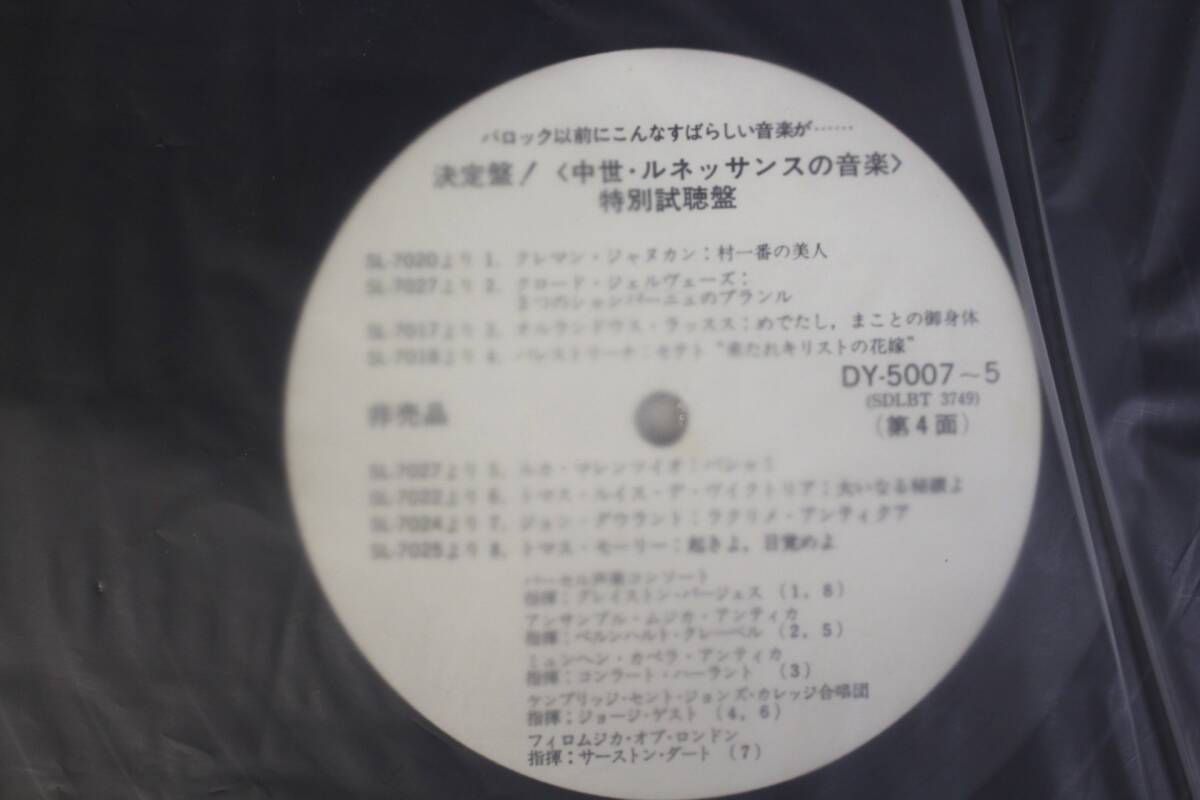 バロック以前にこんなすばらしい音楽が……
決定盤!〈中世・ルネッサンスの音楽〉
特別試聴盤
SL-7020より 1. クレマン・ジャヌカン:村一番の美人
SL-7027より 2. クロード・ジェルヴェーズ:
3つのシャンパーニュのブランル
SL-7017より 3. オルランドウス・ラッスス:めでたし,まことの御身体
SL-7018より 4. パレストリーナ:モテト"来たれキリストの花嫁"
DY-5007~5
(SDLBT 3749)
非売品
(第4面)
SL-7027より 5. ルカ・マレンツィオ:
SL-7022より 6. トマス・ルイス・デ・ヴィクトリア:大いなる秘蹟よ
SL-7024より 7. ジョン・ダウランド:ラクリメ・アンティクア
SL-7025より 8. トマス・モーリー:起きよ,目覚めよ
パーセル声楽コンソート
指揮:グレイストン・バージェス (1,8)
アンサンブル・ムジカ・アンティカ
指揮:ベルンハルト・クレーベル (2,5)
ミュンヘン・カペラ・アンティカ
指揮:コンラート・ハーラント (3)
ケンブリッジ・セント・ジョンズ・カレッジ合唱団
指揮:ジョージ・ゲスト (4,6)
フィロムジカ・オブ・ロンドン
指揮:サーストン・ダート (7)